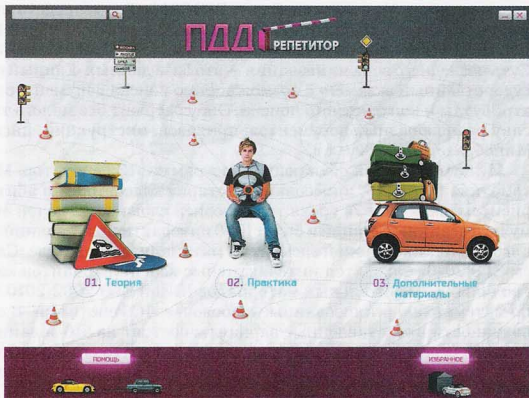 ПДД
РЕПЕТИТОР
01. Теория
02. Практика
03. Дополнительные
материалы
ПОМОЩЬ
ИЗБРАННОЕ